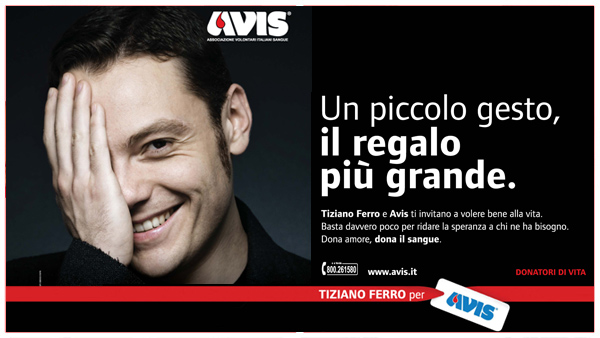 AVIS®
ASSOCIAZIONE VOLONTARI ITALIANI SANGUE
Un piccolo gesto,
il regalo
più grande.
Tiziano Ferro e Avis ti invitano a volere bene alla vita.
Basta davvero poco per ridare la speranza a chi ne ha bisogno.
Dona amore, dona il sangue.
800.261580
www.avis.it
DONATORI DI VITA
TIZIANO FERRO per
AVIS®